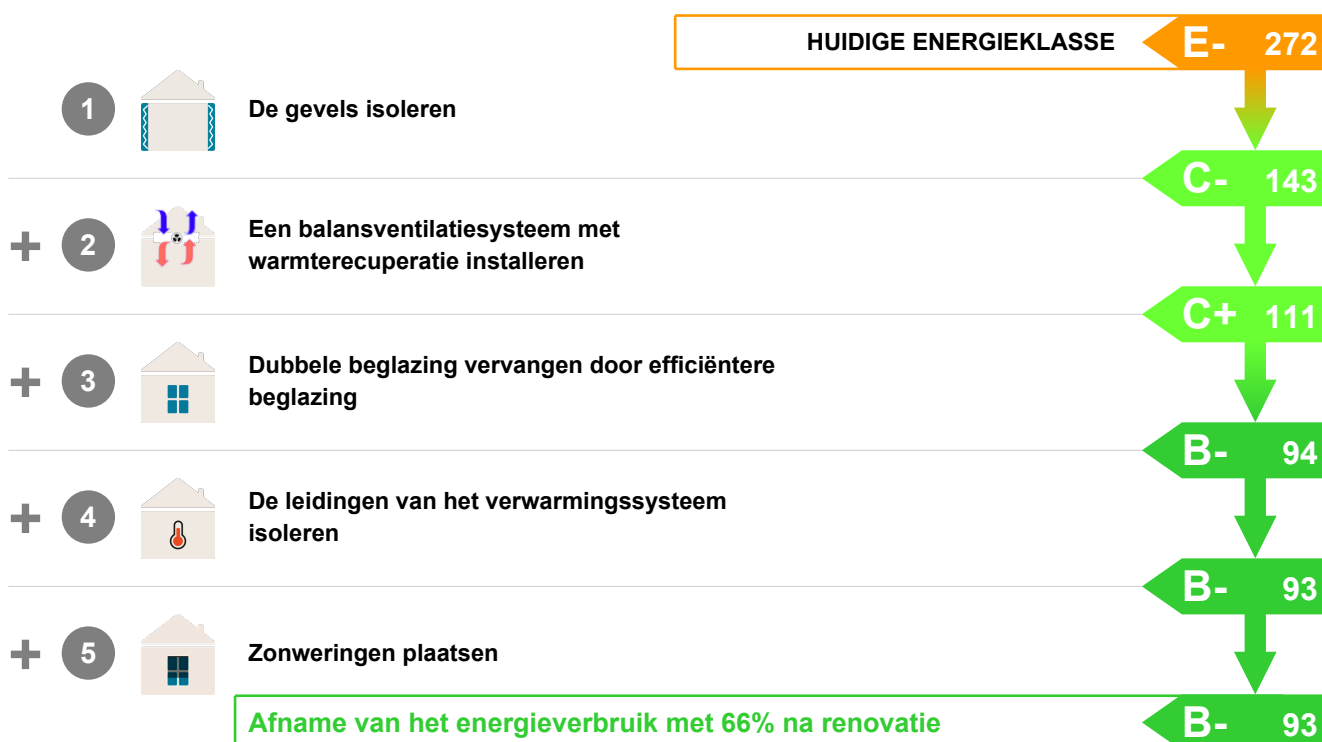 HUIDIGE ENERGIEKLASSE E- 272
1 De gevels isoleren
C- 143
+ 2 Een balansventilatiesysteem met
warmterecuperatie installeren
C+ 111
+ 3 Dubbele beglazing vervangen door efficiëntere
beglazing
B- 94
+ 4 De leidingen van het verwarmingssysteem
isoleren
B- 93
+ 5 Zonweringen plaatsen
Afname van het energieverbruik met 66% na renovatie B- 93